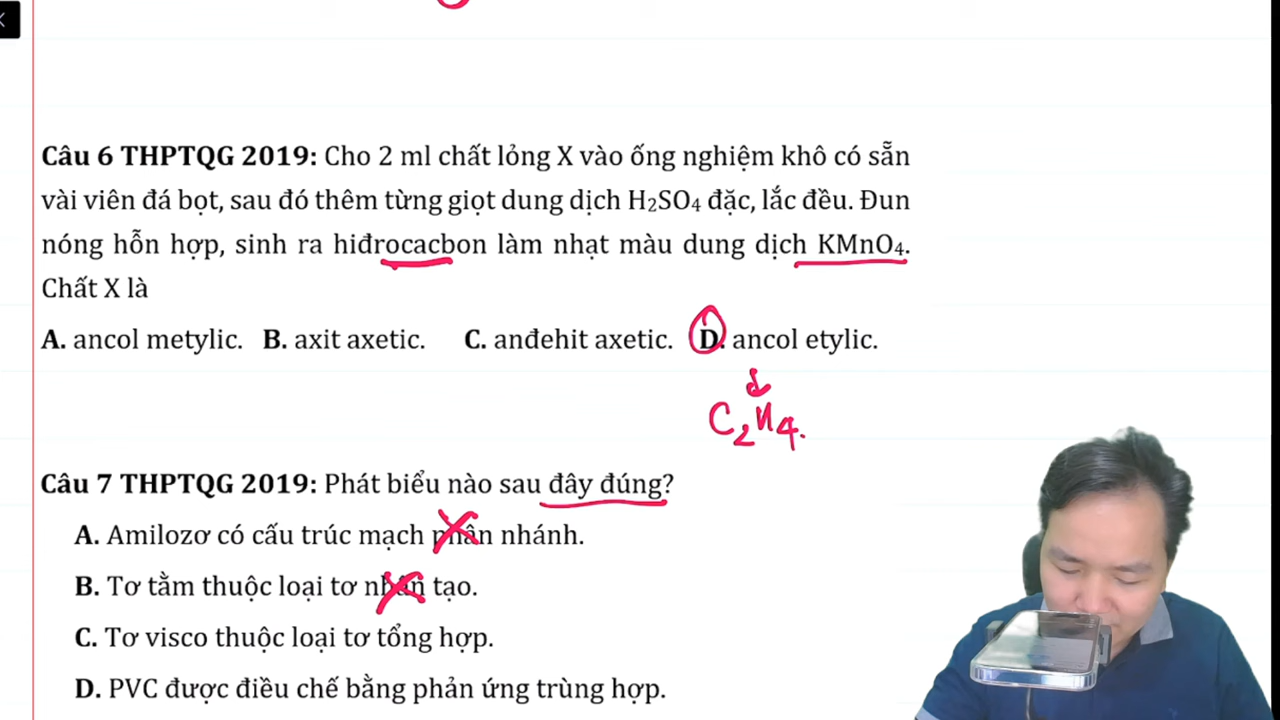 Câu 6 THPTQG 2019: Cho 2 ml chất lỏng X vào ống nghiệm khô có sẵn
vài viên đá bọt, sau đó thêm từng giọt dung dịch H₂SO₄ đặc, lắc đều. Đun
nóng hỗn hợp, sinh ra hiđrocacbon làm nhạt màu dung dịch KMnO₄.
Chất X là
A. ancol metylic. B. axit axetic. C. anđehit axetic. D. ancol etylic.
C₂H₄.
Câu 7 THPTQG 2019: Phát biểu nào sau đây đúng?
A. Amilozơ có cấu trúc mạch phân nhánh.
B. Tơ tằm thuộc loại tơ nhân tạo.
C. Tơ visco thuộc loại tơ tổng hợp.
D. PVC được điều chế bằng phản ứng trùng hợp.